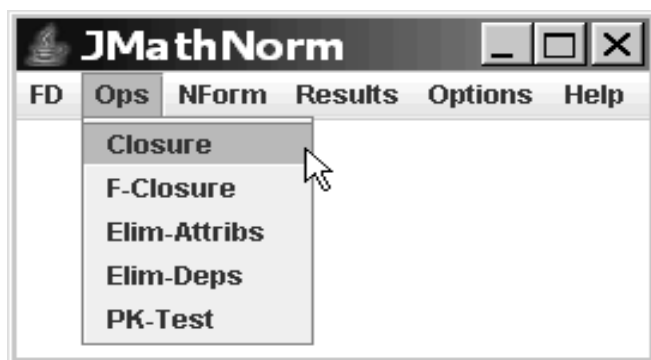 JMathNorm
FD Ops NForm Results Options Help
Closure
F-Closure
Elim-Attribs
Elim-Deps
PK-Test